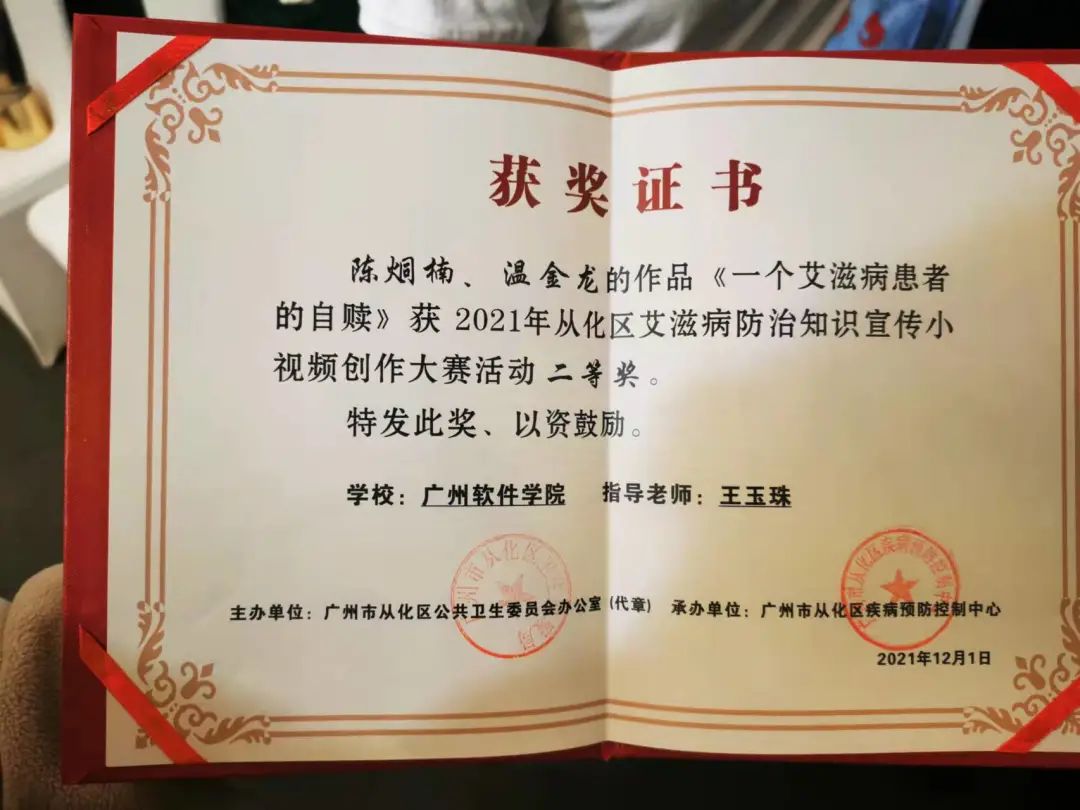 获奖证书
陈炯楠、温金龙的作品《一个艾滋病患者
的自赎》获 2021年从化区艾滋病防治知识宣传小
视频创作大赛活动 二等奖。
特发此奖、以资鼓励。
学校：广州软件学院 指导老师：王玉珠
主办单位：广州市从化区公共卫生委员会办公室（代章） 承办单位：广州市从化区疾病预防控制中心
2021年12月1日